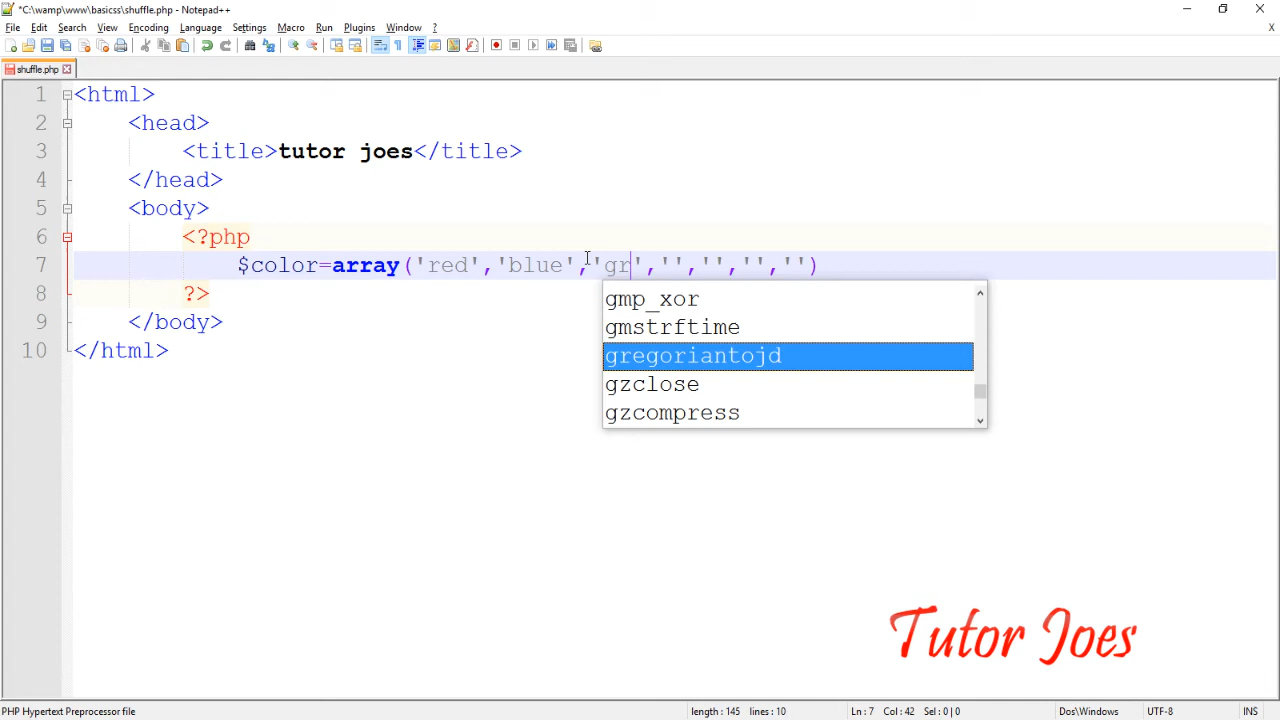 *C:\wamp\www\basicss\shuffle.php - Notepad++
File Edit Search View Encoding Language Settings Macro Run Plugins Window ?
X
shuffle.php
1 <html>
2 <head>
3 <title>tutor joes</title>
4 </head>
5 <body>
6 <?php
7 $color=array('red','blue','gr','','','','')
8 ?>
9 </body>
10 </html>
gmp_xor
gmstrftime
gregoriantojd
gzclose
gzcompress
Tutor Joes
PHP Hypertext Preprocessor file length : 145 lines : 10 Ln : 7 Col : 42 Sel : 0 | 0 Dos\Windows UTF-8 INS